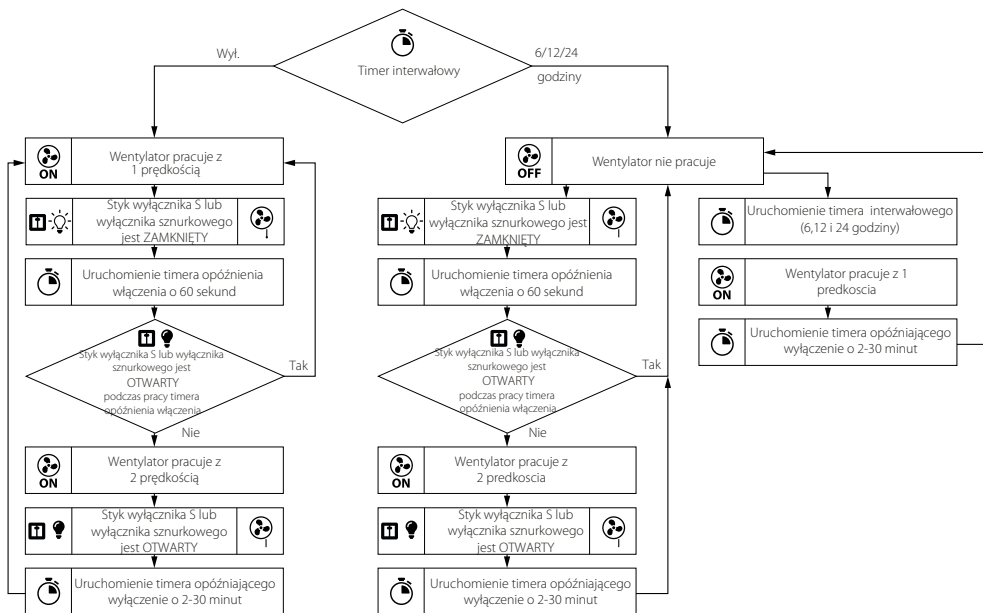 Timer interwałowy
Wył.
6/12/24
godziny
ON
Wentylator pracuje z
1 prędkością
Styk wyłącznika S lub
wyłącznika sznurkowego
jest ZAMKNIĘTY
Uruchomienie timera opóźnienia
włączenia o 60 sekund
Styk wyłącznika S lub wyłącznika
sznurkowego jest
OTWARTY
podczas pracy timera
opóźnienia włączenia
Tak
Nie
ON
Wentylator pracuje z
2 prędkością
Styk wyłącznika S lub
wyłącznika sznurkowego
jest OTWARTY
Uruchomienie timera opóźniającego
wyłączenie o 2-30 minut
OFF
Wentylator nie pracuje
Styk wyłącznika S lub
wyłącznika sznurkowego jest
ZAMKNIĘTY
Uruchomienie timera opóźnienia
włączenia o 60 sekund
Styk wyłącznika S lub wyłącznika
sznurkowego jest
OTWARTY
podczas pracy timera
opóźnienia włączenia
Tak
Nie
ON
Wentylator pracuje z
2 predkoscia
Styk wyłącznika S lub
wyłącznika sznurkowego
jest OTWARTY
Uruchomienie timera opóźniającego
wyłączenie o 2-30 minut
Uruchomienie timera interwałowego
(6,12 i 24 godziny)
ON
Wentylator pracuje z 1
predkoscia
Uruchomienie timera opóźniającego
wyłączenie o 2-30 minut